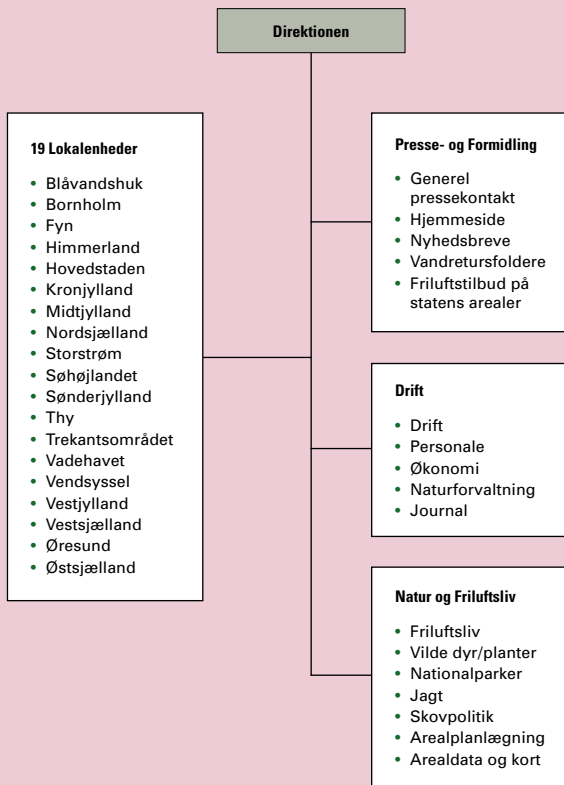 Direktionen
19 Lokalenheder
• Blåvandshuk
• Bornholm
• Fyn
• Himmerland
• Hovedstaden
• Kronjylland
• Midtjylland
• Nordsjælland
• Storstrøm
• Søhøjlandet
• Sønderjylland
• Thy
• Trekantsområdet
• Vadehavet
• Vendsyssel
• Vestjylland
• Vestsjælland
• Øresund
• Østsjælland
Presse- og Formidling
• Generel
pressekontakt
• Hjemmeside
• Nyhedsbreve
• Vandretursfoldere
• Friluftstilbud på
statens arealer
Drift
• Drift
• Personale
• Økonomi
• Naturforvaltning
• Journal
Natur og Friluftsliv
• Friluftsliv
• Vilde dyr/planter
• Nationalparker
• Jagt
• Skovpolitik
• Arealplanlægning
• Arealdata og kort